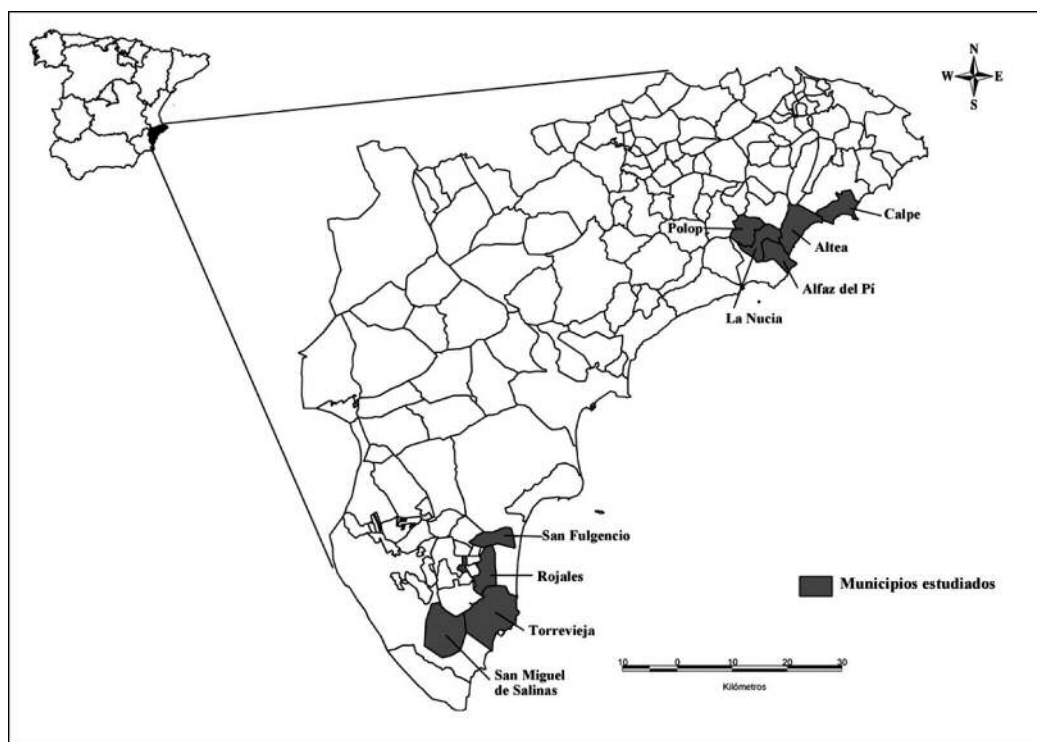 N
W
E
S
Calpe
Polop
Altea
Alfaz del Pí
La Nucia
San Fulgencio
Rojales
Municipios estudiados
Torrevieja
San Miguel
de Salinas
10 0 10 20 30
Kilómetros